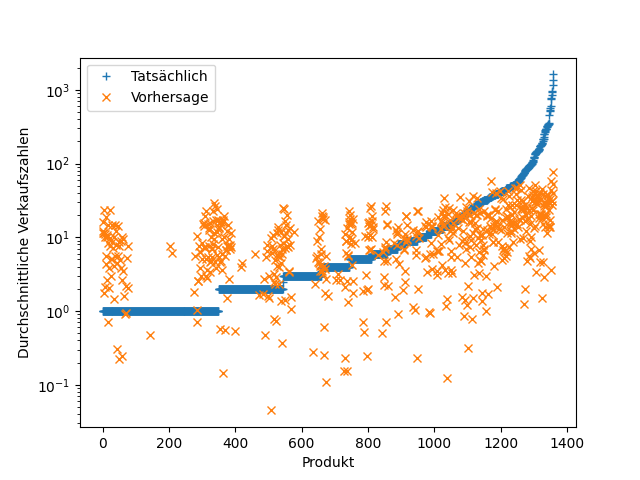 Tatsächlich
Vorhersage
Durchschnittliche Verkaufszahlen
10³
10²
10¹
10⁰
10⁻¹
0 200 400 600 800 1000 1200 1400
Produkt